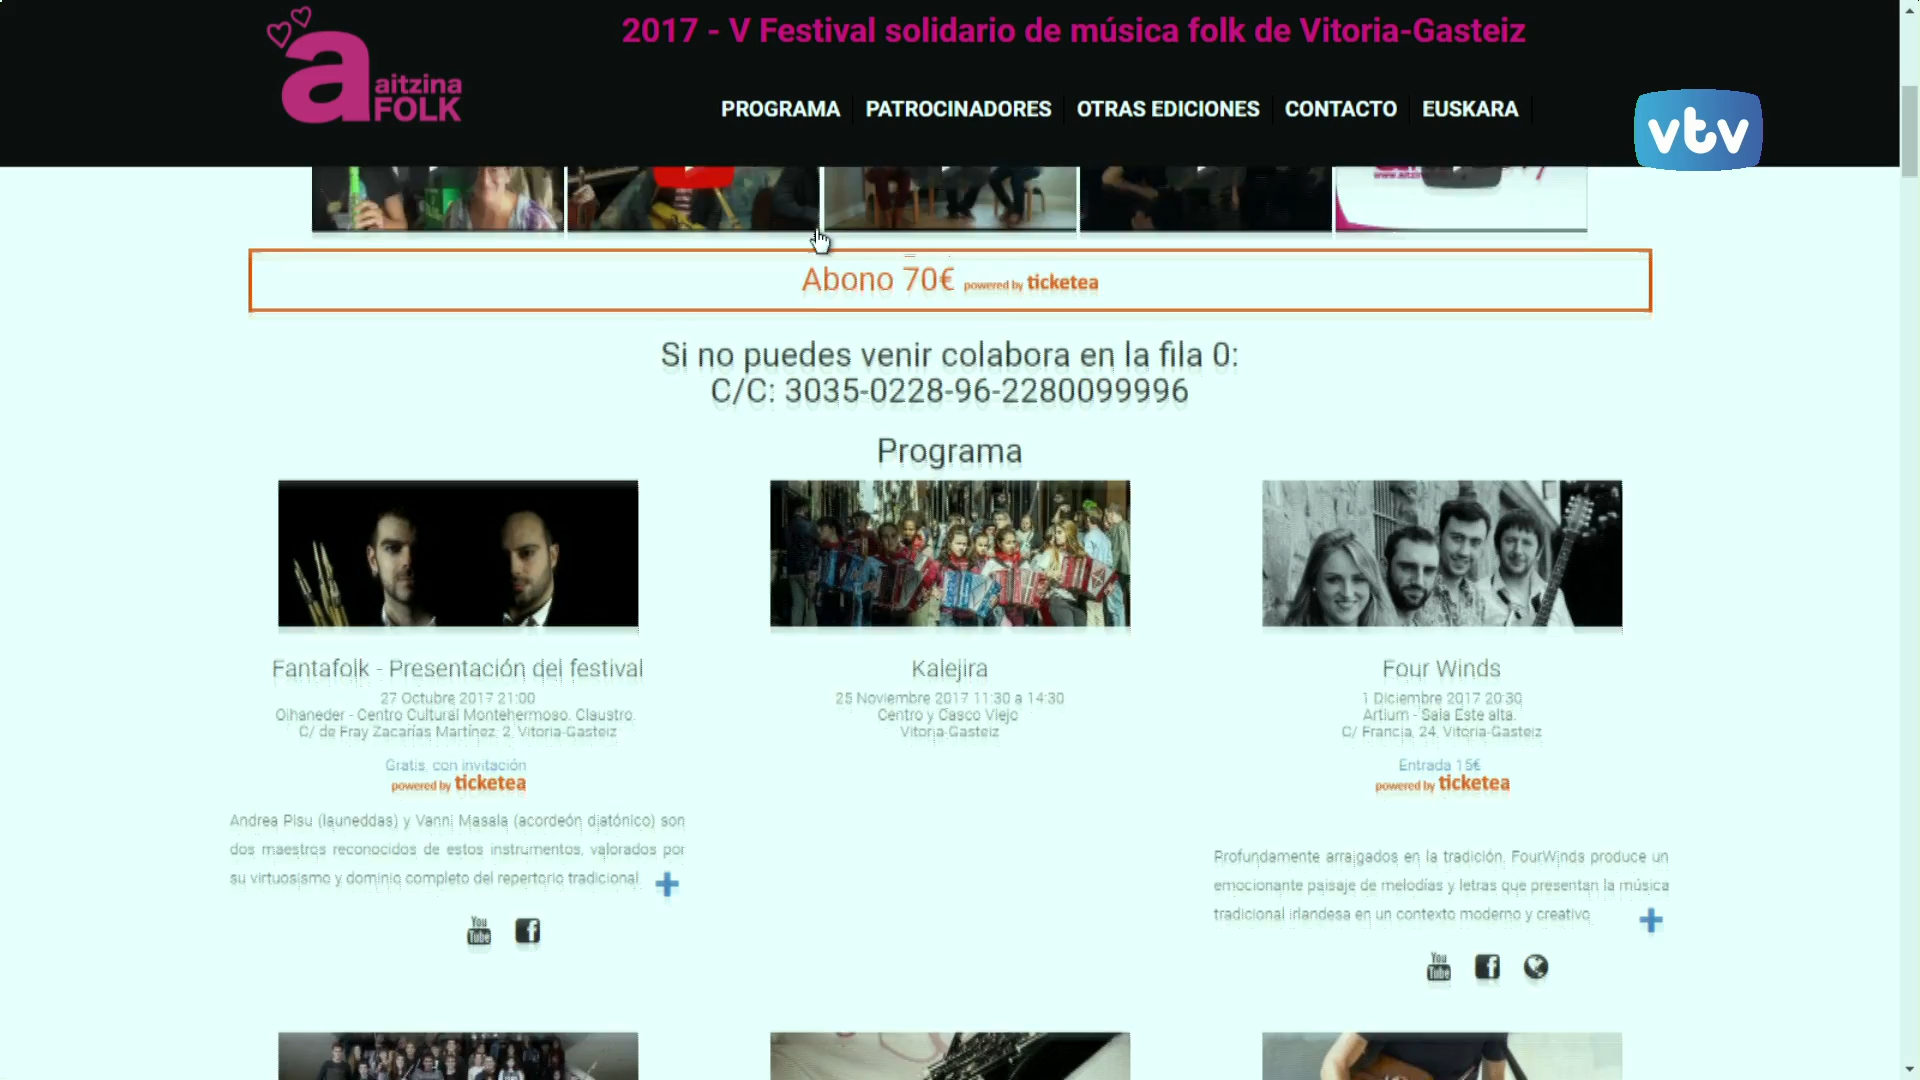 2017 - V Festival solidario de música folk de Vitoria-Gasteiz
a aitzina
FOLK
PROGRAMA PATROCINADORES OTRAS EDICIONES CONTACTO EUSKARA
vtv
Abono 70€ powered by ticketea
Si no puedes venir colabora en la fila 0:
C/C: 3035-0228-96-2280099996
Programa
Fantafolk - Presentación del festival
27 Octubre 2017 21:00
Oihaneder - Centro Cultural Montehermoso. Claustro.
C/ de Fray Zacarías Martínez, 2, Vitoria-Gasteiz
Gratis, con invitación
powered by ticketea
Andrea Pisu (launeddas) y Vanni Masala (acordeón diatónico) son
dos maestros reconocidos de estos instrumentos, valorados por
su virtuosismo y dominio completo del repertorio tradicional.
You
Tube
Kalejira
25 Noviembre 2017 11:30 a 14:30
Centro y Casco Viejo
Vitoria-Gasteiz
Four Winds
1 Diciembre 2017 20:30
Artium - Sala Este alta.
C/ Francia, 24, Vitoria-Gasteiz
Entrada 15€
powered by ticketea
Profundamente arraigados en la tradición, FourWinds produce un
emocionante paisaje de melodías y letras que presentan la música
tradicional irlandesa en un contexto moderno y creativo
You
Tube